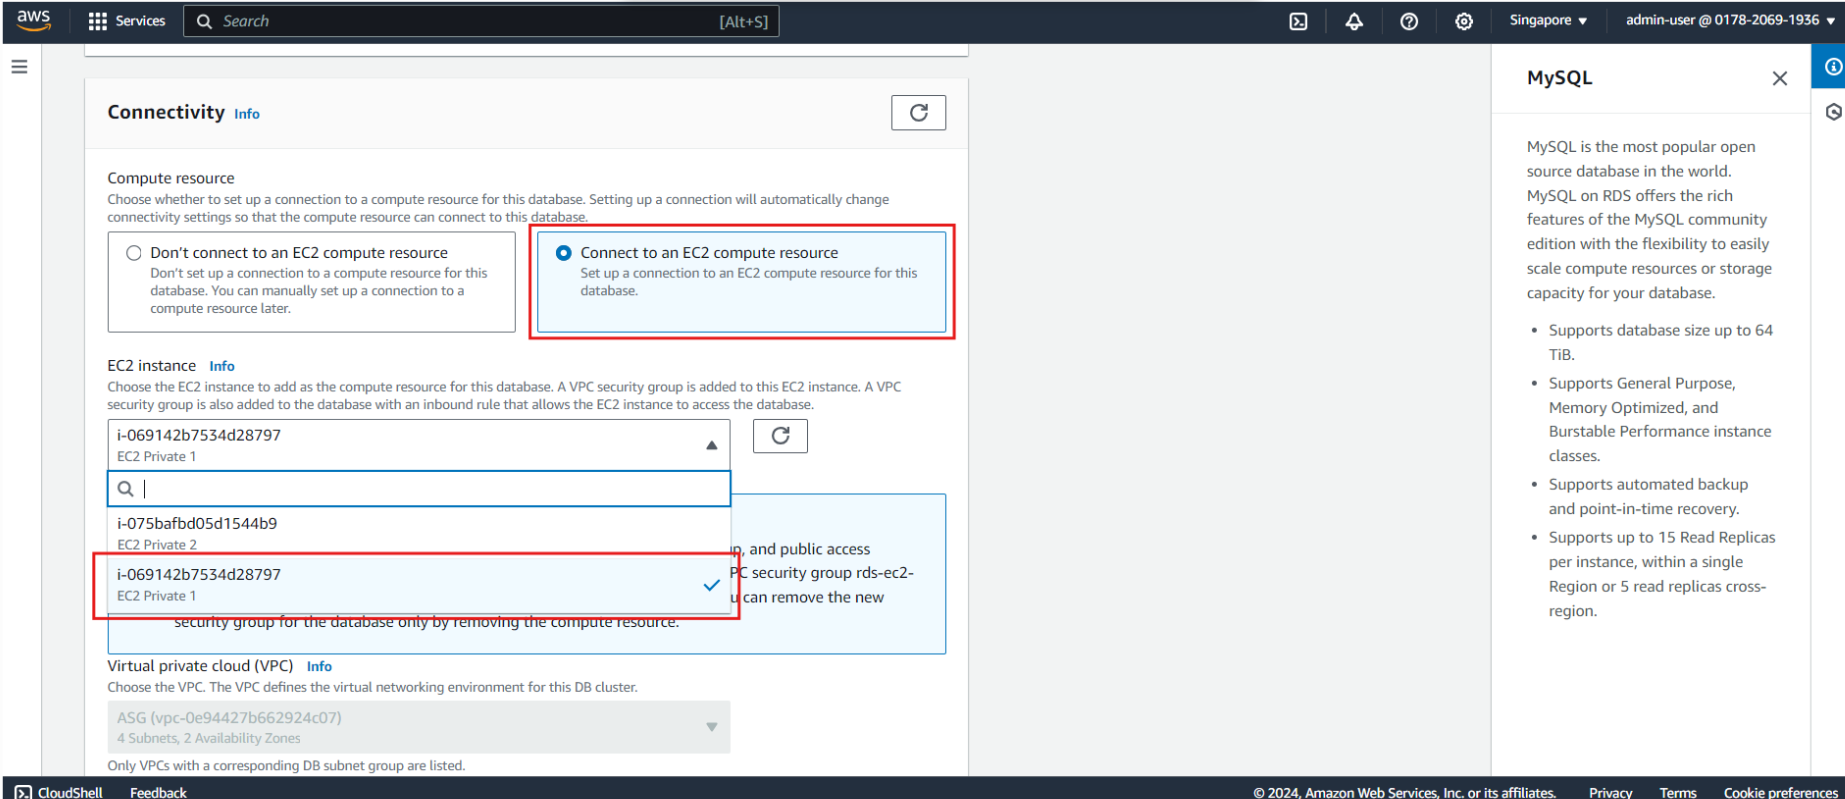 aws Services Search [Alt+S] Singapore ▼ admin-user @ 0178-2069-1936 ▼
Connectivity Info
Compute resource
Choose whether to set up a connection to a compute resource for this database. Setting up a connection will automatically change
connectivity settings so that the compute resource can connect to this database.
Don't connect to an EC2 compute resource
Don't set up a connection to a compute resource for this
database. You can manually set up a connection to a
compute resource later.
Connect to an EC2 compute resource
Set up a connection to an EC2 compute resource for this
database.
EC2 instance Info
Choose the EC2 instance to add as the compute resource for this database. A VPC security group is added to this EC2 instance. A VPC
security group is also added to the database with an inbound rule that allows the EC2 instance to access the database.
i-069142b7534d28797
EC2 Private 1
i-075bafbd05d1544b9
EC2 Private 2
i-069142b7534d28797
EC2 Private 1
, and public access
security group rds-ec2-
can remove the new
security group for the database only by removing the compute resource.
Virtual private cloud (VPC) Info
Choose the VPC. The VPC defines the virtual networking environment for this DB cluster.
ASG (vpc-0e94427b662924c07)
4 Subnets, 2 Availability Zones
Only VPCs with a corresponding DB subnet group are listed.
MySQL
MySQL is the most popular open
source database in the world.
MySQL on RDS offers the rich
features of the MySQL community
edition with the flexibility to easily
scale compute resources or storage
capacity for your database.
• Supports database size up to 64
TiB.
• Supports General Purpose,
Memory Optimized, and
Burstable Performance instance
classes.
• Supports automated backup
and point-in-time recovery.
• Supports up to 15 Read Replicas
per instance, within a single
Region or 5 read replicas cross-
region.
CloudShell Feedback © 2024, Amazon Web Services, Inc. or its affiliates. Privacy Terms Cookie preferences